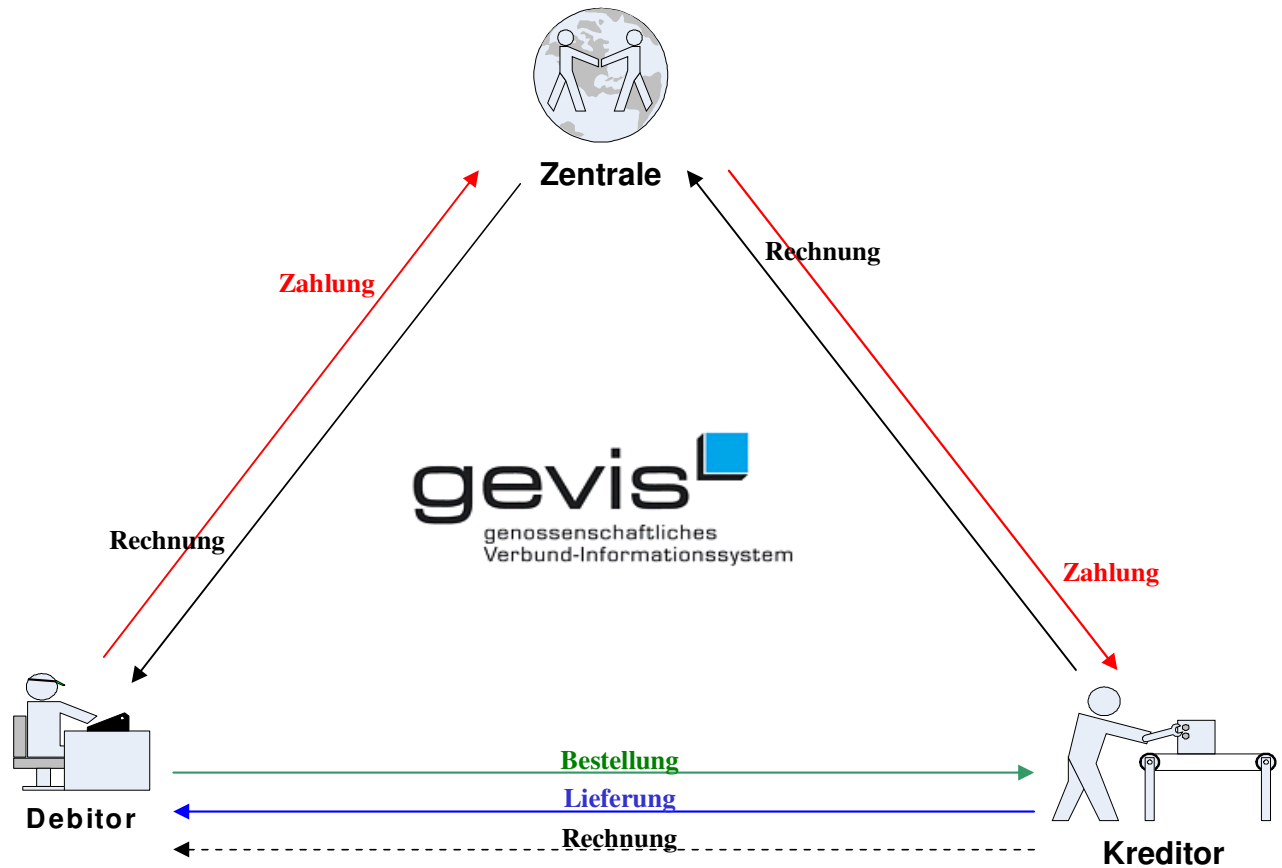 Zentrale
Rechnung
Zahlung
gevis
genossenschaftliches
Verbund-Informationssystem
Rechnung
Zahlung
Bestellung
Lieferung
Debitor
Rechnung
Kreditor